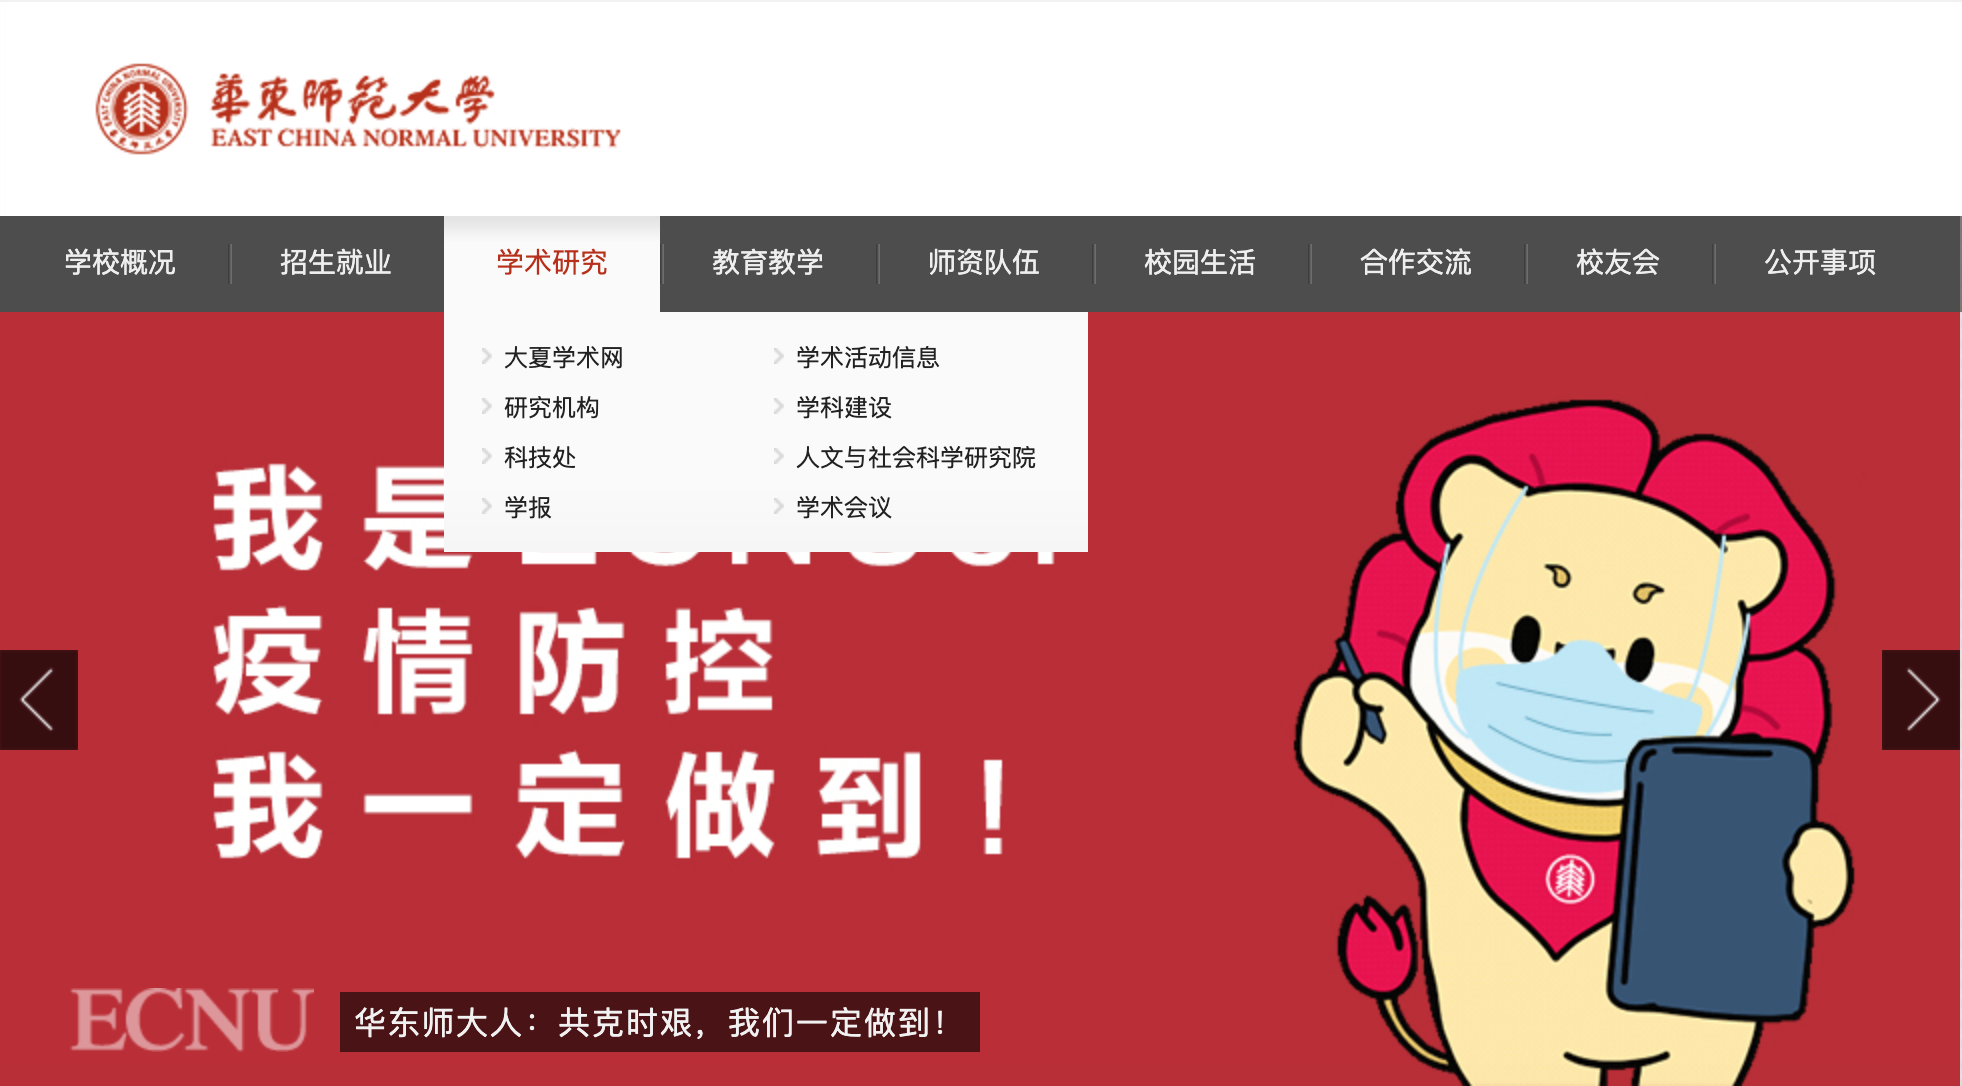 華東师范大學
EAST CHINA NORMAL UNIVERSITY
学校概况
招生就业
学术研究
教育教学
师资队伍
校园生活
合作交流
校友会
公开事项
大夏学术网
学术活动信息
研究机构
学科建设
科技处
人文与社会科学研究院
学报
学术会议
我是
疫情防控
我一定做到！
ECNU
华东师大人：共克时艰，我们一定做到！